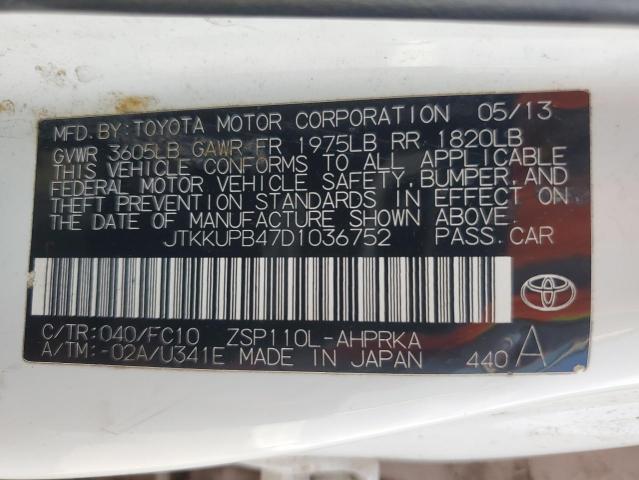 MFD.BY:TOYOTA MOTOR CORPORATION 05/13
GVWR 3605LB GAWR FR 1975LB RR 1820LB
THIS VEHICLE CONFORMS TO ALL APPLICABLE
FEDERAL MOTOR VEHICLE SAFETY,BUMPER,AND
THEFT PREVENTION STANDARDS IN EFFECT ON
THE DATE OF MANUFACTURE SHOWN ABOVE.
JTKKUPB47D1036752 PASS.CAR
C/TR:040/FC10 ZSP110L-AHPRKA
A/TM:-02A/U341E MADE IN JAPAN 440 A